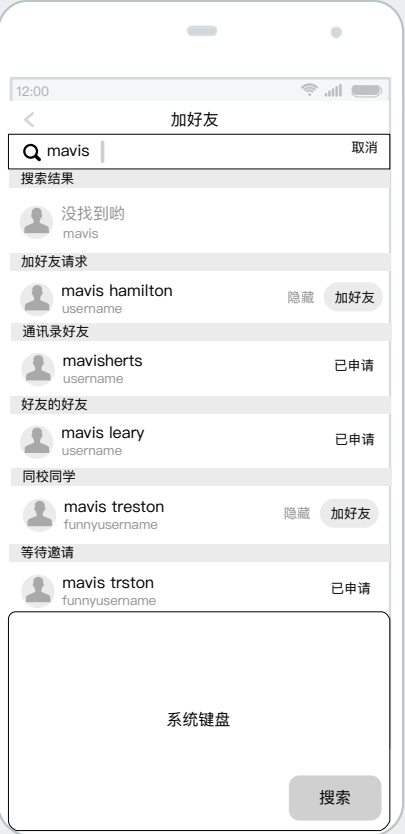 12:00
加好友
mavis 取消
搜索结果
没找到哟
mavis
加好友请求
mavis hamilton 隐藏 加好友
username
通讯录好友
mavisherts 已申请
username
好友的好友
mavis leary 已申请
username
同校同学
mavis treston 隐藏 加好友
funnyusername
等待邀请
mavis trston 已申请
funnyusername
系统键盘
搜索